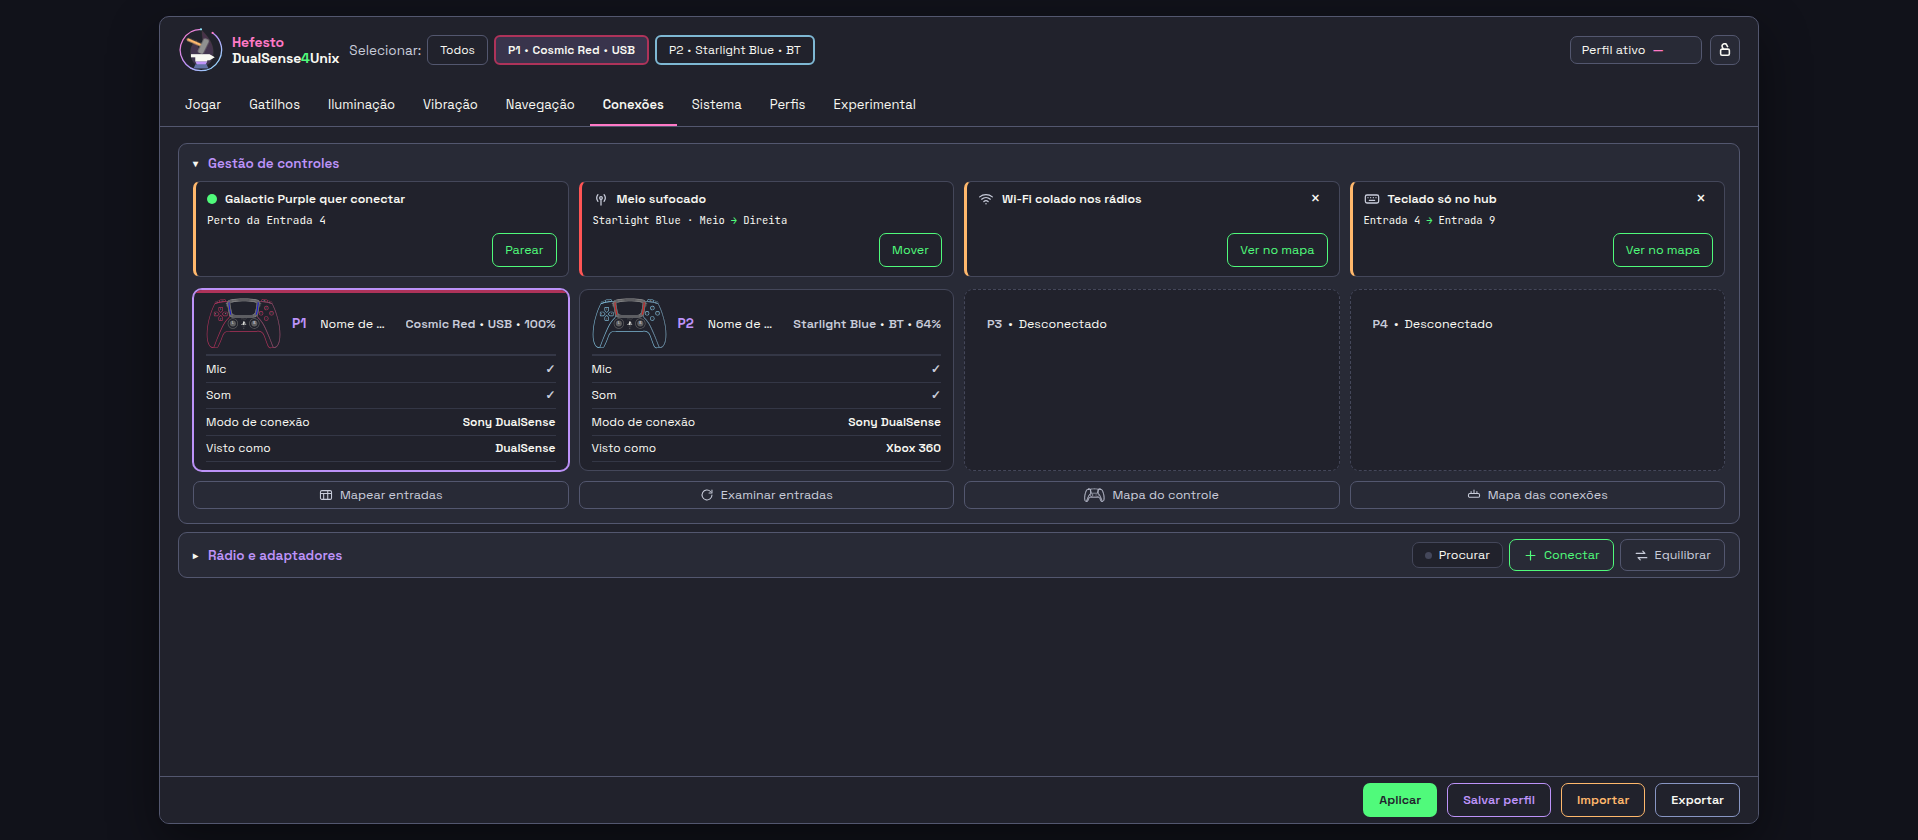 Hefesto
DualSense4Unix
Selecionar: Todos P1 • Cosmic Red • USB P2 • Starlight Blue • BT Perfil ativo —
Jogar Gatilhos Iluminação Vibração Navegação Conexões Sistema Perfis Experimental
▾ Gestão de controles
Galactic Purple quer conectar
Perto da Entrada 4
Parear
Meio sufocado
Starlight Blue · Meio → Direita
Mover
Wi-Fi colado nos rádios ×
Ver no mapa
Teclado só no hub ×
Entrada 4 → Entrada 9
Ver no mapa
P1 Nome de ... Cosmic Red • USB • 100%
Mic ✓
Som ✓
Modo de conexão Sony DualSense
Visto como DualSense
P2 Nome de ... Starlight Blue • BT • 64%
Mic ✓
Som ✓
Modo de conexão Sony DualSense
Visto como Xbox 360
P3 • Desconectado
P4 • Desconectado
Mapear entradas Examinar entradas Mapa do controle Mapa das conexões
▸ Rádio e adaptadores Procurar + Conectar Equilibrar
Aplicar Salvar perfil Importar Exportar